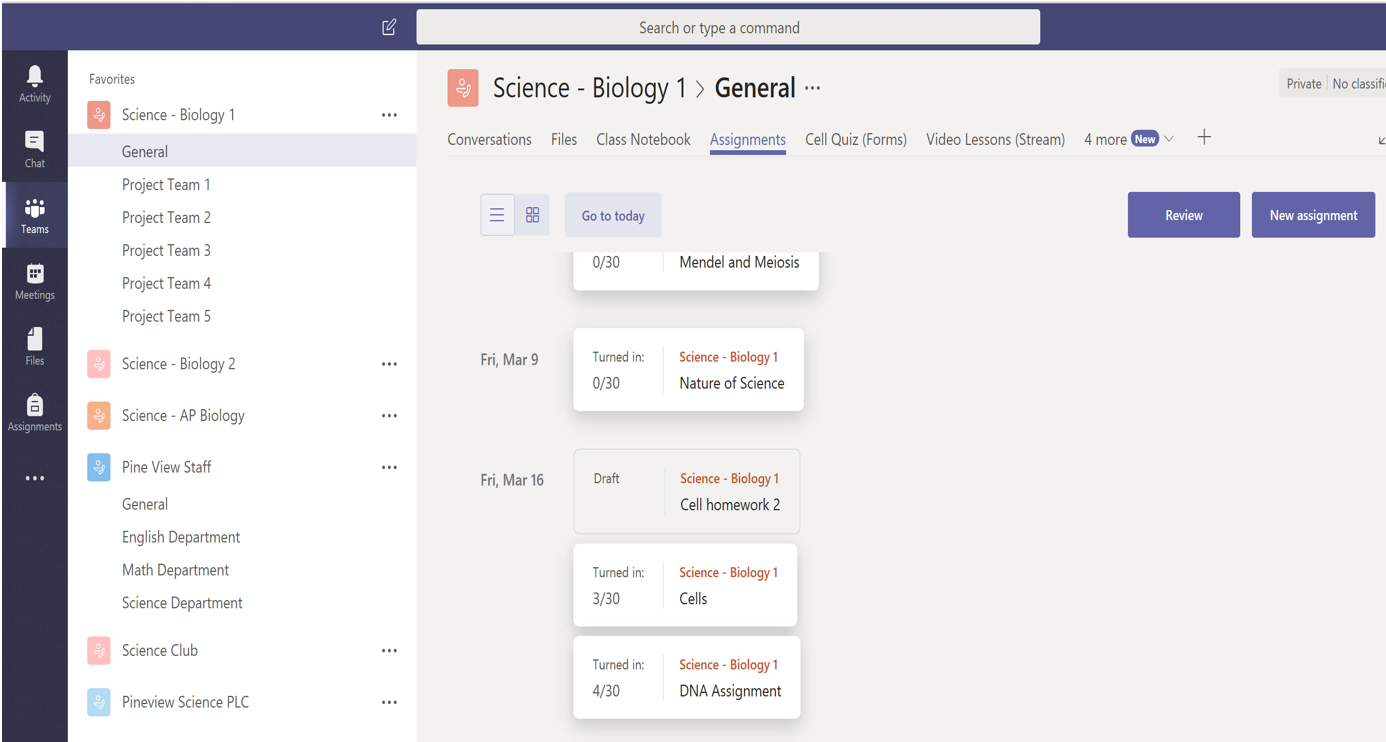 Search or type a command
Activity
Chat
Teams
Meetings
Files
Assignments
Favorites
Science - Biology 1
General
Project Team 1
Project Team 2
Project Team 3
Project Team 4
Project Team 5
Science - Biology 2
Science - AP Biology
Pine View Staff
General
English Department
Math Department
Science Department
Science Club
Pineview Science PLC
Science - Biology 1 > General ···
Private No classifi
Conversations Files Class Notebook Assignments Cell Quiz (Forms) Video Lessons (Stream) 4 more New
Go to today Review New assignment
0/30 Mendel and Meiosis
Fri, Mar 9
Turned in: Science - Biology 1
0/30 Nature of Science
Fri, Mar 16
Draft Science - Biology 1
Cell homework 2
Turned in: Science - Biology 1
3/30 Cells
Turned in: Science - Biology 1
4/30 DNA Assignment